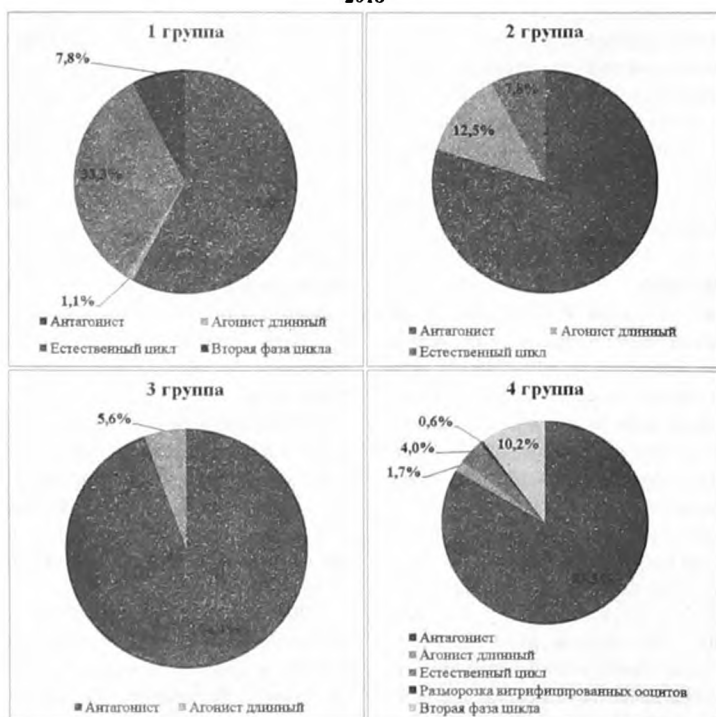 2018
1 группа
7,8%
33,3%
1,1%
Антагонист
Агонист длинный
Естественный цикл
Вторая фаза цикла
2 группа
7,8%
12,5%
Антагонист
Агонист длинный
Естественный цикл
3 группа
5,6%
Антагонист
Агонист длинный
4 группа
0,6%
4,0%
10,2%
1,7%
Антагонист
Агонист длинный
Естественный цикл
Разморозка витрифицированных ооцитов
Вторая фаза цикла